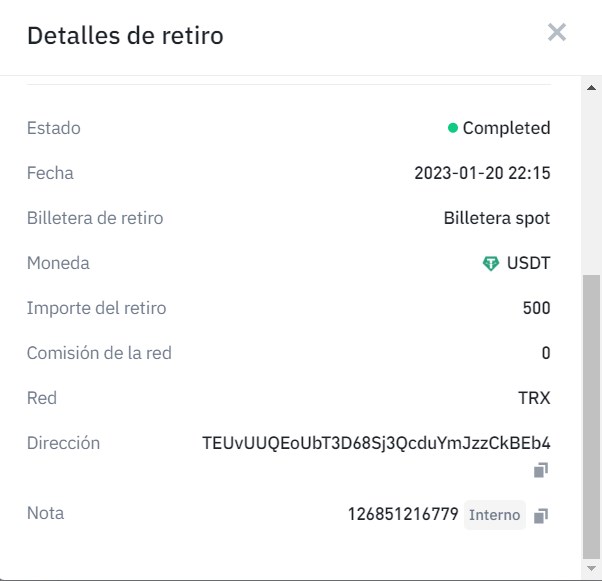 Detalles de retiro
Estado Completed
Fecha 2023-01-20 22:15
Billetera de retiro Billetera spot
Moneda USDT
Importe del retiro 500
Comisión de la red 0
Red TRX
Dirección TEUvUUQEoUbT3D68Sj3QcduYmJzzCkBEb4
Nota 126851216779 Interno